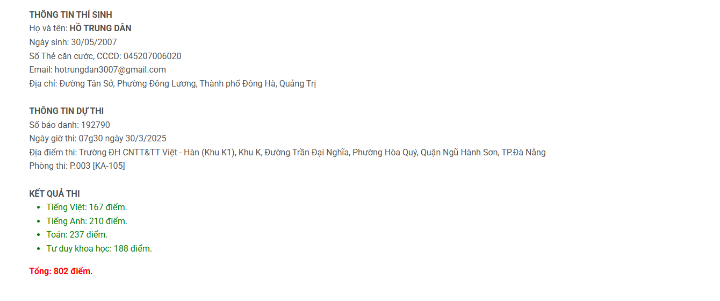 THÔNG TIN THÍ SINH
Họ và tên: HỒ TRUNG DÂN
Ngày sinh: 30/05/2007
Số Thẻ căn cước, CCCD: 045207006020
Email: hotrungdan3007@gmail.com
Địa chỉ: Đường Tân Sở, Phường Đông Lương, Thành phố Đông Hà, Quảng Trị
THÔNG TIN DỰ THI
Số báo danh: 192790
Ngày giờ thi: 07g30 ngày 30/3/2025
Địa điểm thi: Trường ĐH CNTT&TT Việt - Hàn (Khu K1), Khu K, Đường Trần Đại Nghĩa, Phường Hòa Quý, Quận Ngũ Hành Sơn, TP.Đà Nẵng
Phòng thi: P.003 [KA-105]
KẾT QUẢ THI
• Tiếng Việt: 167 điểm.
• Tiếng Anh: 210 điểm.
• Toán: 237 điểm.
• Tư duy khoa học: 188 điểm.
Tổng: 802 điểm.